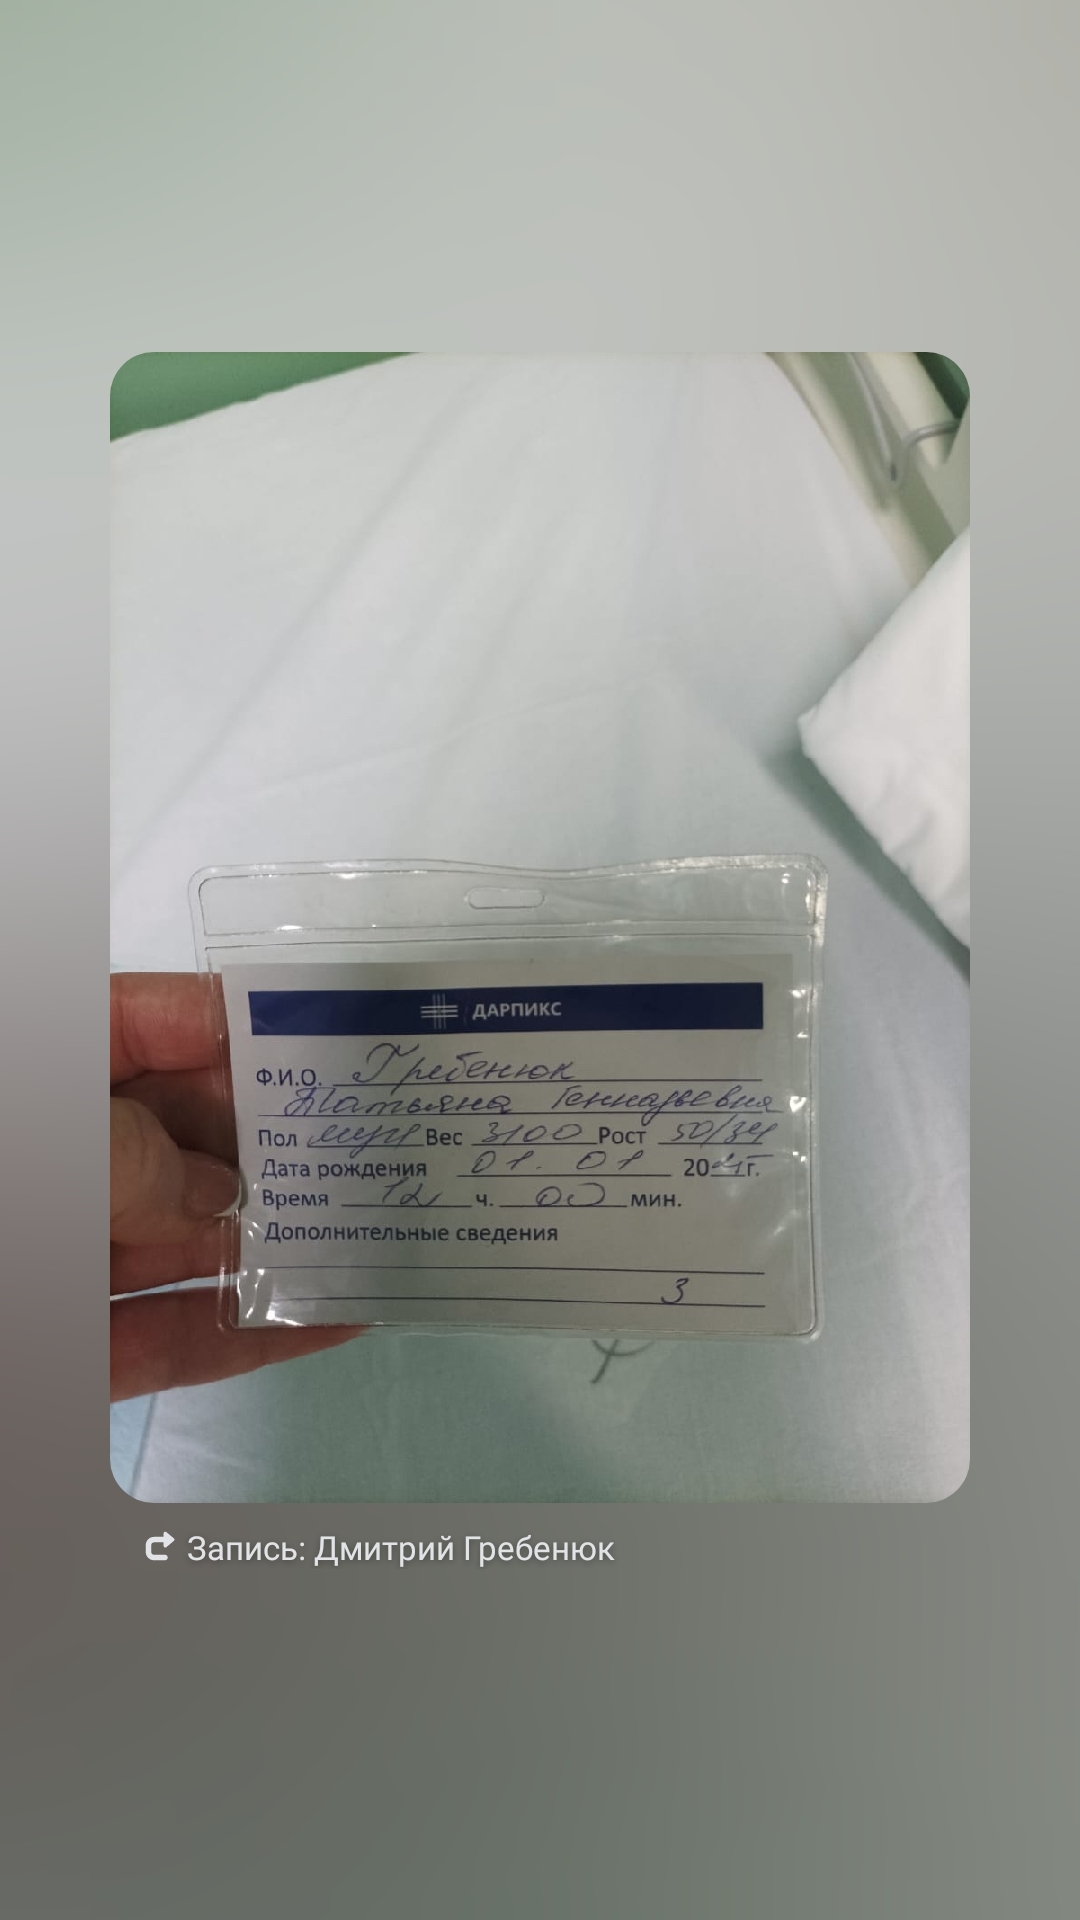 ДАРПИКС
Ф.И.О. Гребенюк
Татьяна Геннадьевна
Пол муж Вес 3100 Рост 50/34
Дата рождения 01. 01 20 г.
Время 12 ч. 00 мин.
Дополнительные сведения
3
Запись: Дмитрий Гребенюк